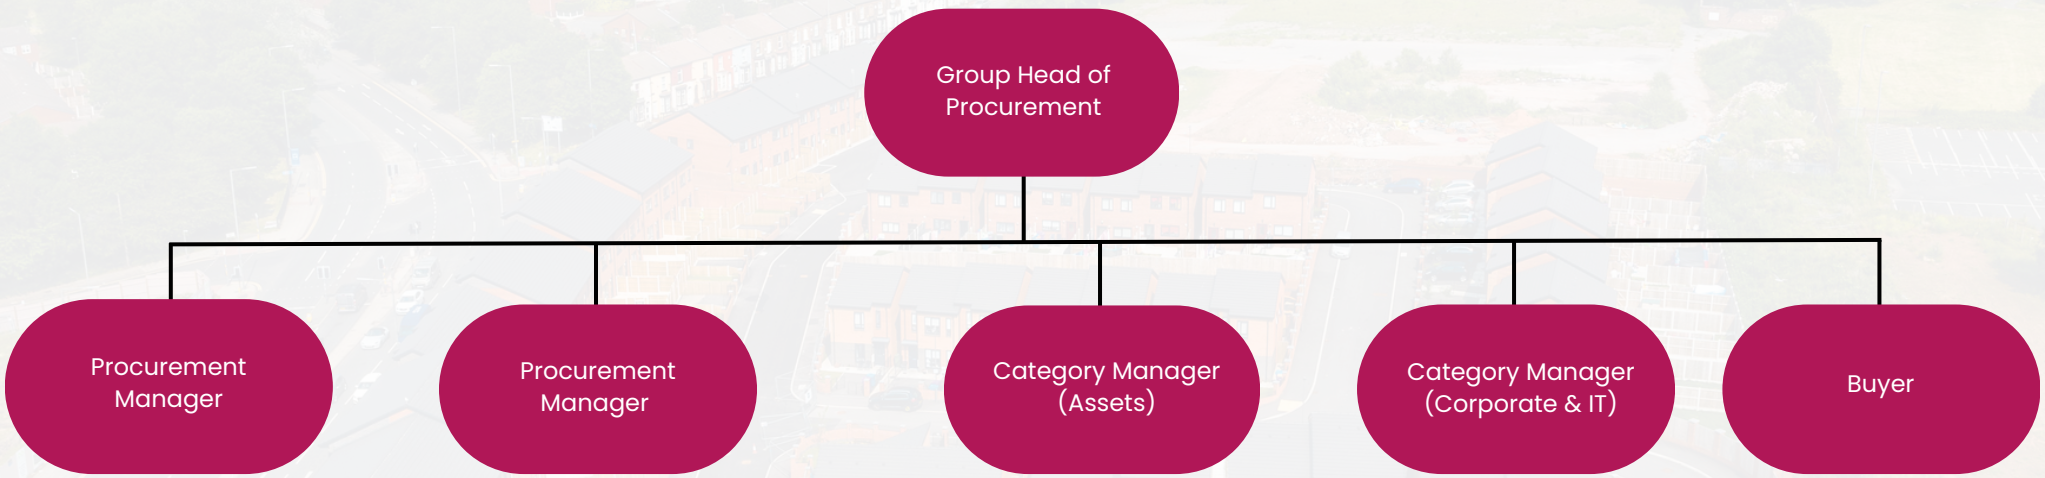 Group Head of
Procurement
Procurement
Manager
Procurement
Manager
Category Manager
(Assets)
Category Manager
(Corporate & IT)
Buyer